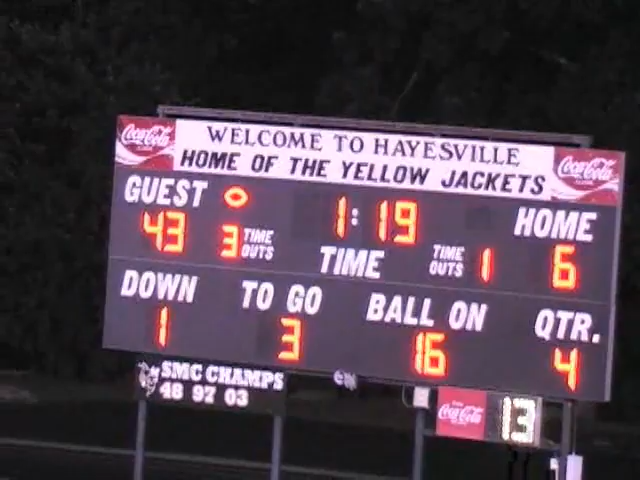 Coca-Cola
WELCOME TO HAYESVILLE
HOME OF THE YELLOW JACKETS
Coca-Cola
GUEST
1:19
HOME
43
3 TIME OUTS
TIME
TIME OUTS 1
6
DOWN
TO GO
BALL ON
QTR.
1
3
16
4
SMC CHAMPS
48 97 03
Coca-Cola
13